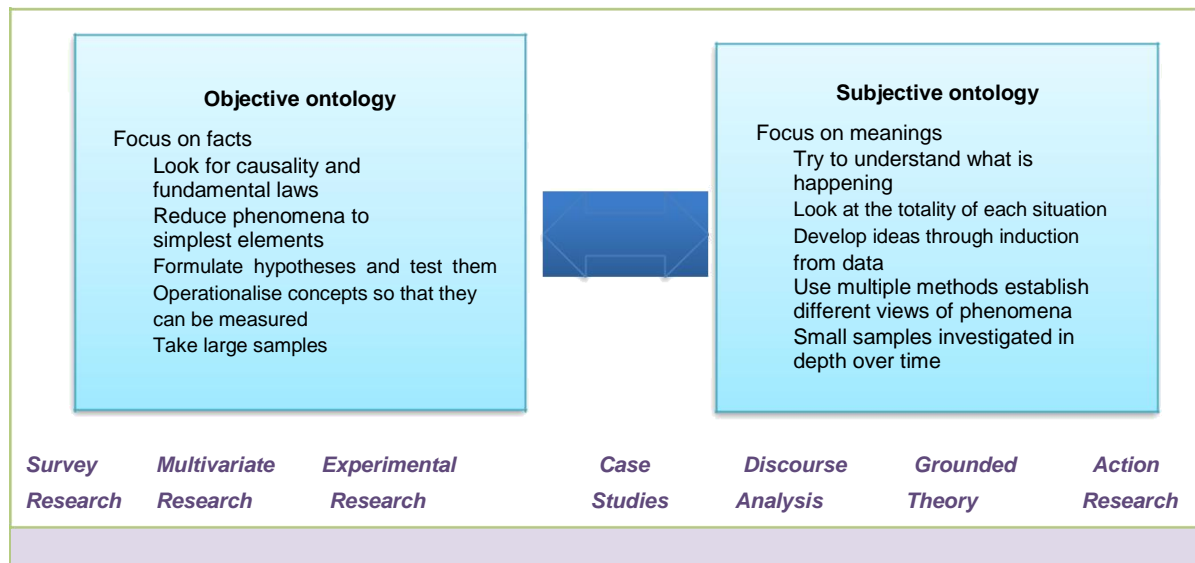 Objective ontology
Focus on facts
Look for causality and
fundamental laws
Reduce phenomena to
simplest elements
Formulate hypotheses and test them
Operationalise concepts so that they
can be measured
Take large samples
Subjective ontology
Focus on meanings
Try to understand what is
happening
Look at the totality of each situation
Develop ideas through induction
from data
Use multiple methods establish
different views of phenomena
Small samples investigated in
depth over time
Survey
Research
Multivariate
Research
Experimental
Research
Case
Studies
Discourse
Analysis
Grounded
Theory
Action
Research